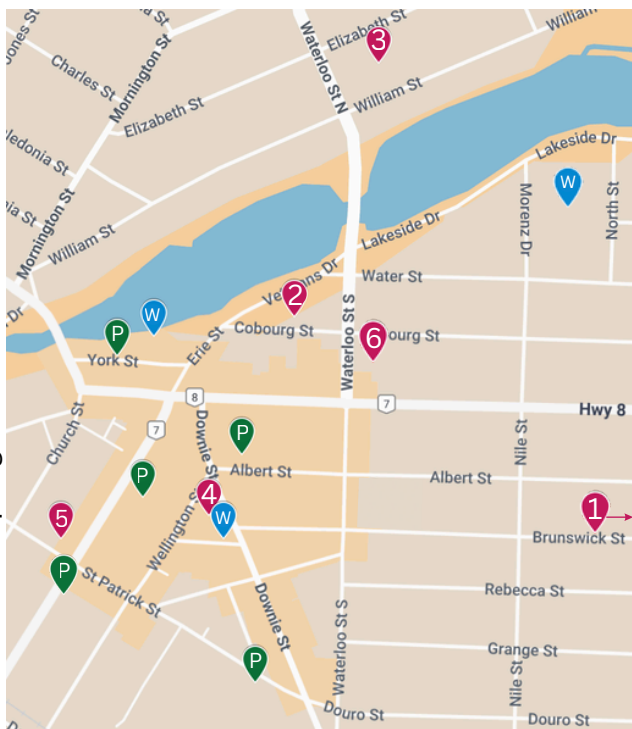 Jones St
Charles St
Mornington St
Elizabeth St
Elizabeth St
3
Waterloo St N
William St
William
Mornington St
William St
Lakeside Dr
W
Morenz Dr
North St
Lakeside Dr
Water St
2
W
P
Cobourg St
6
ourg St
Erie St
York St
Waterloo St S
8
7
Hwy 8
7
Church St
Downie St
P
Nile St
Albert St
Albert St
P
4
W
5
1
Wellington St
Brunswick St
P
St Patrick St
Rebecca St
Downie St
Waterloo St S
Grange St
P
Nile St
Douro St
Douro St